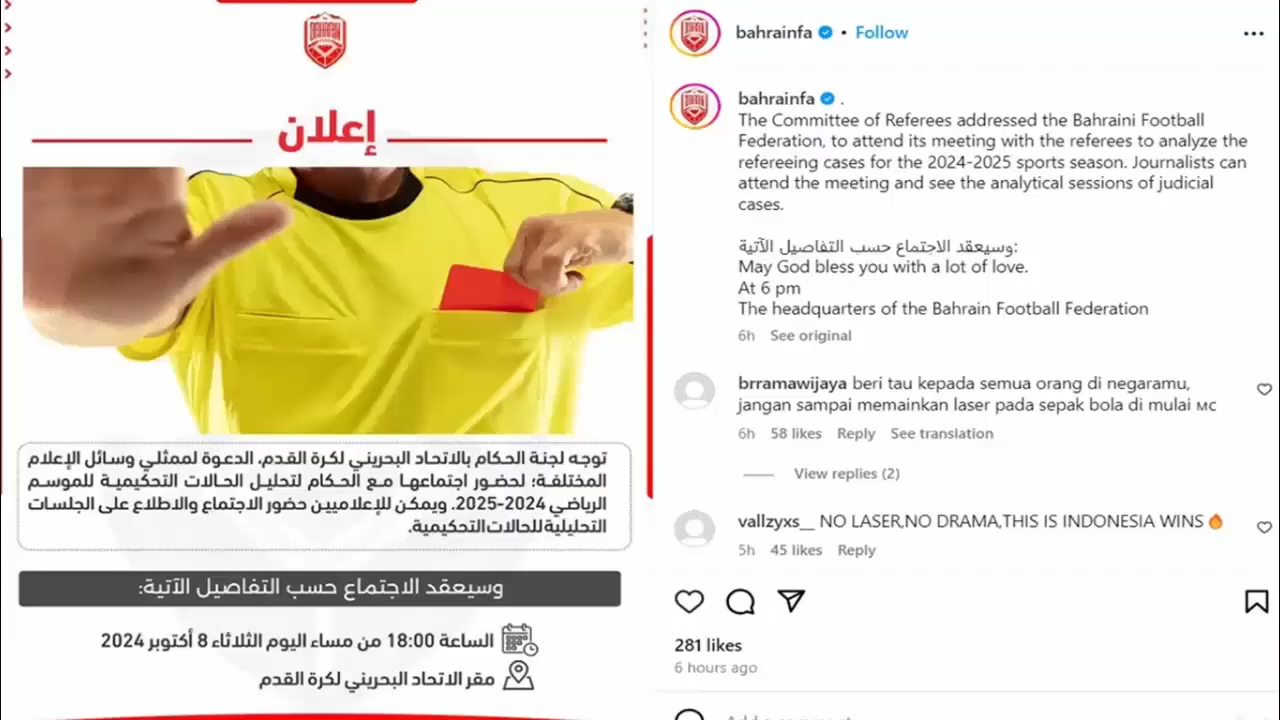 BAHRAIN
إعلان
توجه لجنة الحكام بالاتحاد البحريني لكرة القدم، الدعوة لممثلي وسائل الإعلام
المختلفة؛ لحضور اجتماعها مع الحكام لتحليل الحالات التحكيمية للموسم
الرياضي 2024-2025. ويمكن للإعلاميين حضور الاجتماع والاطلاع على الجلسات
التحليلية للحالات التحكيمية.
وسيعقد الاجتماع حسب التفاصيل الآتية:
الساعة 18:00 من مساء اليوم الثلاثاء 8 أكتوبر 2024
مقر الاتحاد البحريني لكرة القدم
bahrainfa • Follow
bahrainfa .
The Committee of Referees addressed the Bahraini Football
Federation, to attend its meeting with the referees to analyze the
refereeing cases for the 2024-2025 sports season. Journalists can
attend the meeting and see the analytical sessions of judicial
cases.
وسيعقد الاجتماع حسب التفاصيل الآتية:
May God bless you with a lot of love.
At 6 pm
The headquarters of the Bahrain Football Federation
6h See original
brramawijaya beri tau kepada semua orang di negaramu,
jangan sampai memainkan laser pada sepak bola di mulai мс
6h 58 likes Reply See translation
View replies (2)
vallzyxs__ NO LASER,NO DRAMA,THIS IS INDONESIA WINS🔥
5h 45 likes Reply
281 likes
6 hours ago
Add a comment